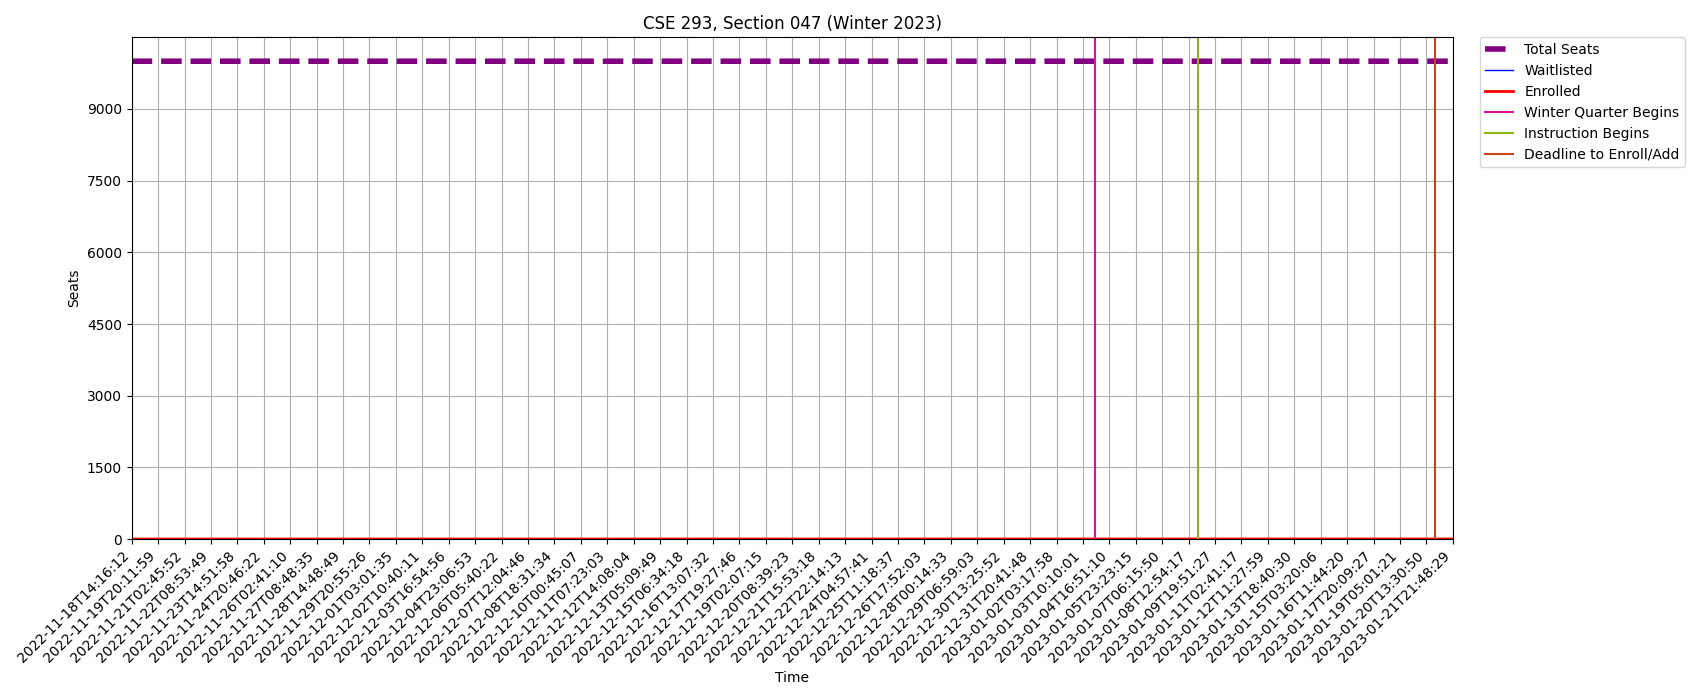 CSE 293, Section 047 (Winter 2023)
Total Seats
Waitlisted
Enrolled
Winter Quarter Begins
Instruction Begins
Deadline to Enroll/Add
Seats
9000
7500
6000
4500
3000
1500
0
2022-11-18T14:16:12
2022-11-19T20:11:59
2022-11-21T02:45:52
2022-11-22T08:53:49
2022-11-23T14:51:58
2022-11-24T20:46:22
2022-11-26T02:41:10
2022-11-27T08:48:35
2022-11-28T14:48:49
2022-11-29T20:55:26
2022-12-01T03:01:35
2022-12-02T10:40:11
2022-12-03T16:54:56
2022-12-04T23:06:53
2022-12-06T05:40:22
2022-12-07T12:04:46
2022-12-08T18:31:34
2022-12-10T00:45:07
2022-12-11T07:23:03
2022-12-12T14:08:04
2022-12-13T05:09:49
2022-12-15T06:34:18
2022-12-16T13:07:32
2022-12-17T19:27:46
2022-12-19T02:07:15
2022-12-20T08:39:23
2022-12-21T15:53:18
2022-12-22T22:14:13
2022-12-24T04:57:41
2022-12-25T11:18:37
2022-12-26T17:52:03
2022-12-28T00:14:33
2022-12-29T06:59:03
2022-12-30T13:25:52
2022-12-31T20:41:48
2023-01-02T03:17:58
2023-01-03T10:10:01
2023-01-04T16:51:10
2023-01-05T23:23:15
2023-01-07T06:15:50
2023-01-08T12:54:17
2023-01-09T19:51:27
2023-01-11T02:41:17
2023-01-12T11:27:59
2023-01-13T18:40:30
2023-01-15T03:20:06
2023-01-16T11:44:20
2023-01-17T20:09:27
2023-01-19T05:01:21
2023-01-20T13:30:50
2023-01-21T21:48:29
Time